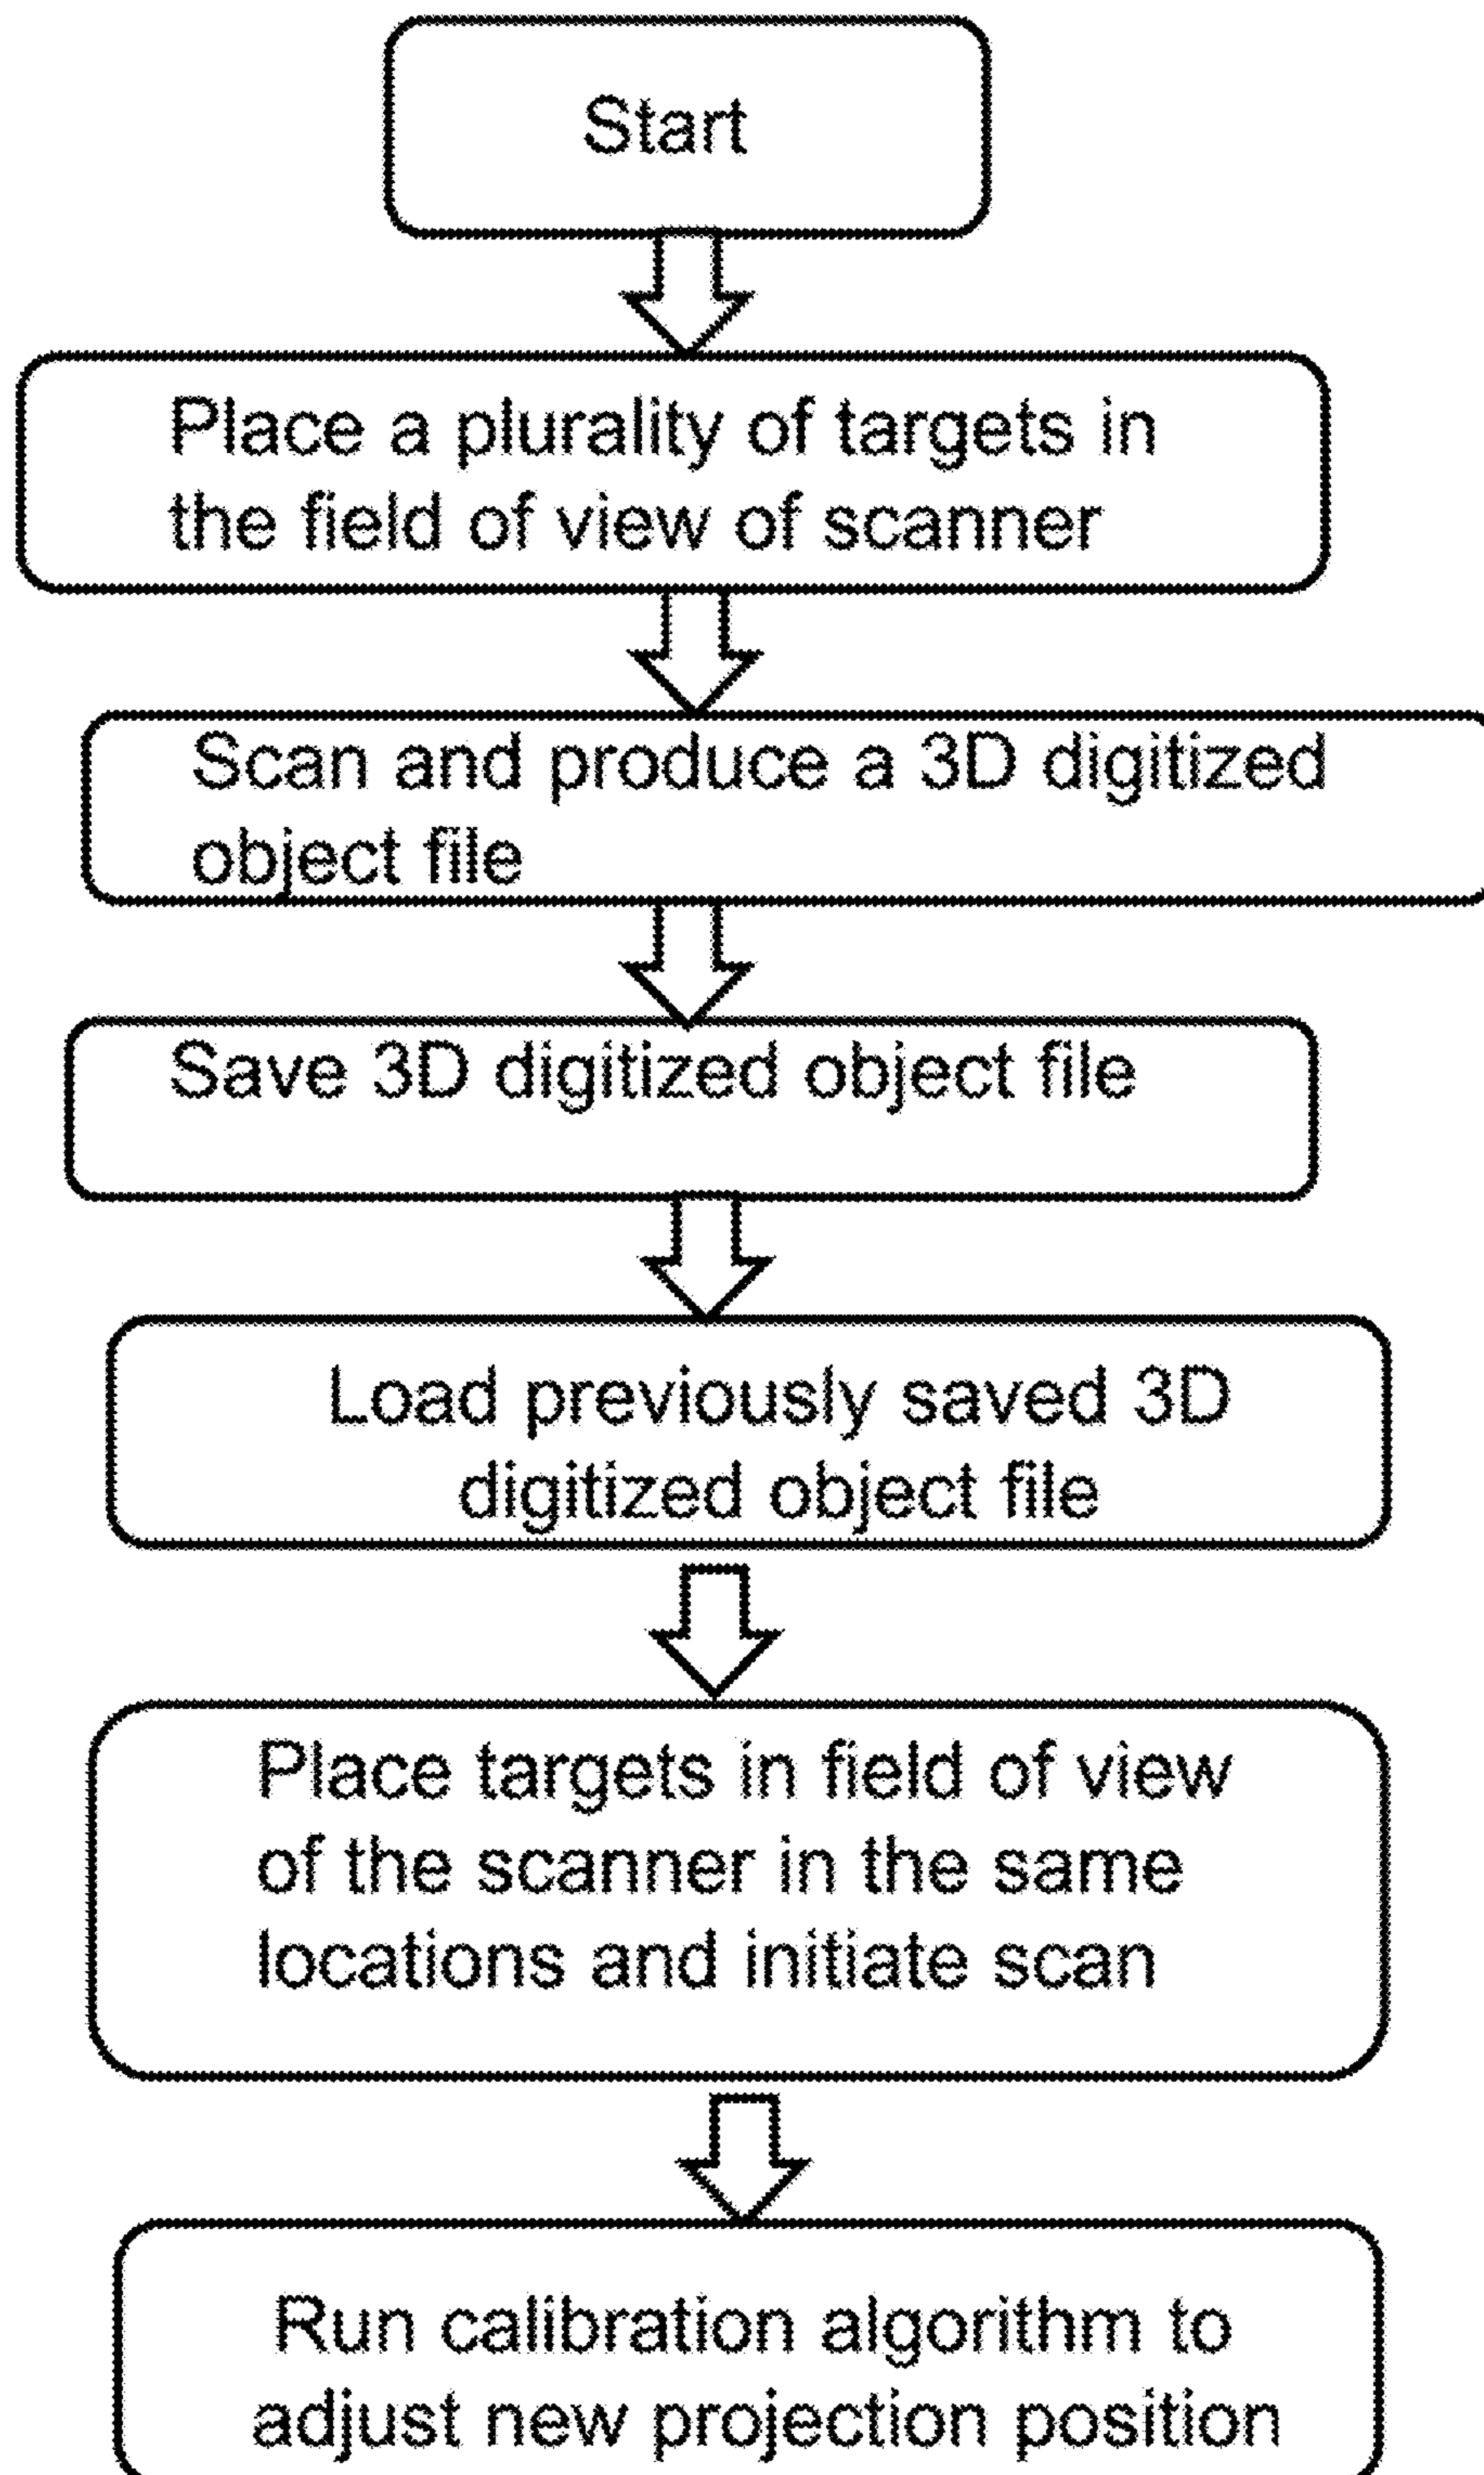 Start
Place a plurality of targets in
the field of view of scanner
Scan and produce a 3D digitized
object file
Save 3D digitized object file
Load previously saved 3D
digitized object file
Place targets in field of view
of the scanner in the same
locations and initiate scan
Run calibration algorithm to
adjust new projection position